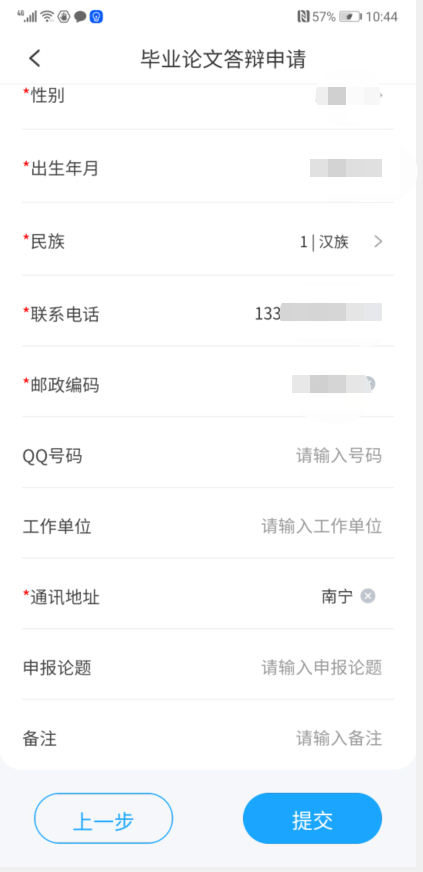 4G 57% 10:44
毕业论文答辩申请
*性别
*出生年月
*民族 1 | 汉族
*联系电话 133
*邮政编码
QQ号码 请输入号码
工作单位 请输入工作单位
*通讯地址 南宁
申报论题 请输入申报论题
备注 请输入备注
上一步 提交